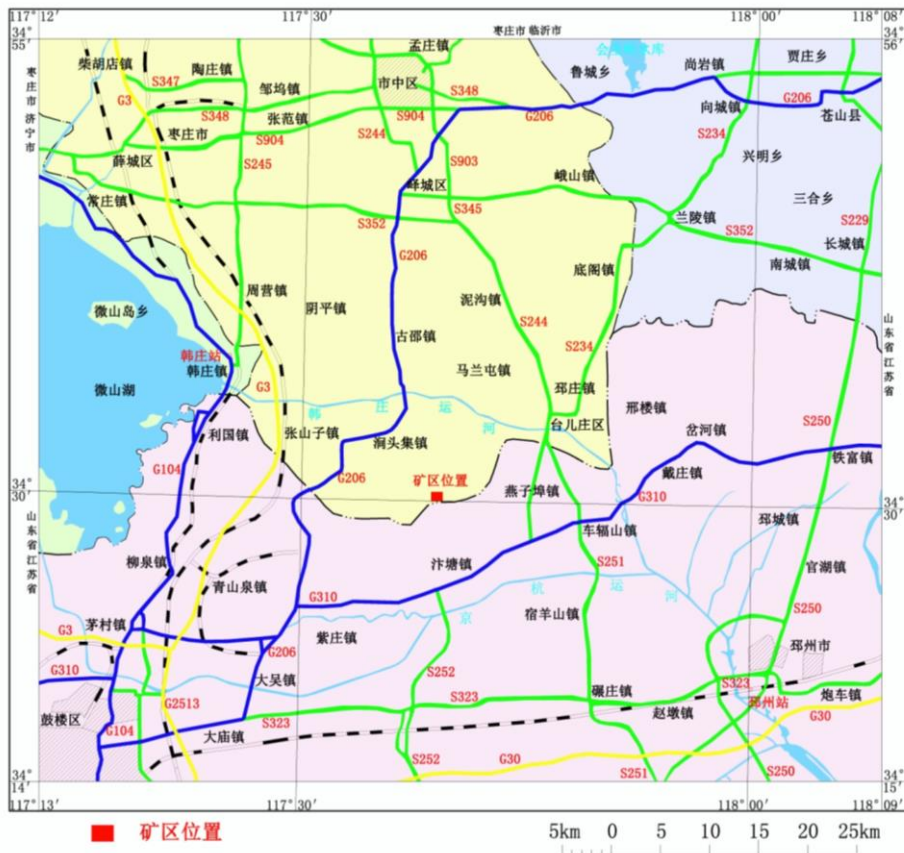 117°12′
117°30′
118°00′
118°08′
34°55′
枣庄市
临沂市
34°56′
柴胡店镇
陶庄镇
孟庄镇
鲁城乡
尚岩镇
贾庄乡
S347
市中区
G3
邹坞镇
S348
向城镇
G206
S348
张范镇
S904
G206
苍山县
枣庄市济宁市
枣庄市
S904
S244
S234
薛城区
S245
S903
兴明乡
峄城区
峨山镇
常庄镇
三合乡
S345
S352
兰陵镇
S229
S352
长城镇
G206
南城镇
底阁镇
周营镇
泥沟镇
微山岛乡
阴平镇
S244
山东省江苏省
古邵镇
S234
韩庄站
韩庄镇
马兰屯镇
微山湖
G3
邳庄镇
韩庄运河
邢楼镇
台儿庄区
S250
利国镇
张山子镇
涧头集镇
岔河镇
铁富镇
G104
G206
矿区位置
戴庄镇
34°30′
燕子埠镇
G310
34°30′
邳城镇
山东省江苏省
车辐山镇
柳泉镇
汴塘镇
S251
官湖镇
青山泉镇
G310
京杭运河
宿羊山镇
S250
茅村镇
G3
紫庄镇
邳州市
G206
G310
S252
大吴镇
S323
G2513
S323
碾庄镇
邳州站
炮车镇
鼓楼区
S323
赵墩镇
G104
大庙镇
G30
S252
G30
S251
S250
34°14′
34°15′
117°13′
117°30′
118°00′
118°09′
矿区位置
5km 0 5 10 15 20 25km